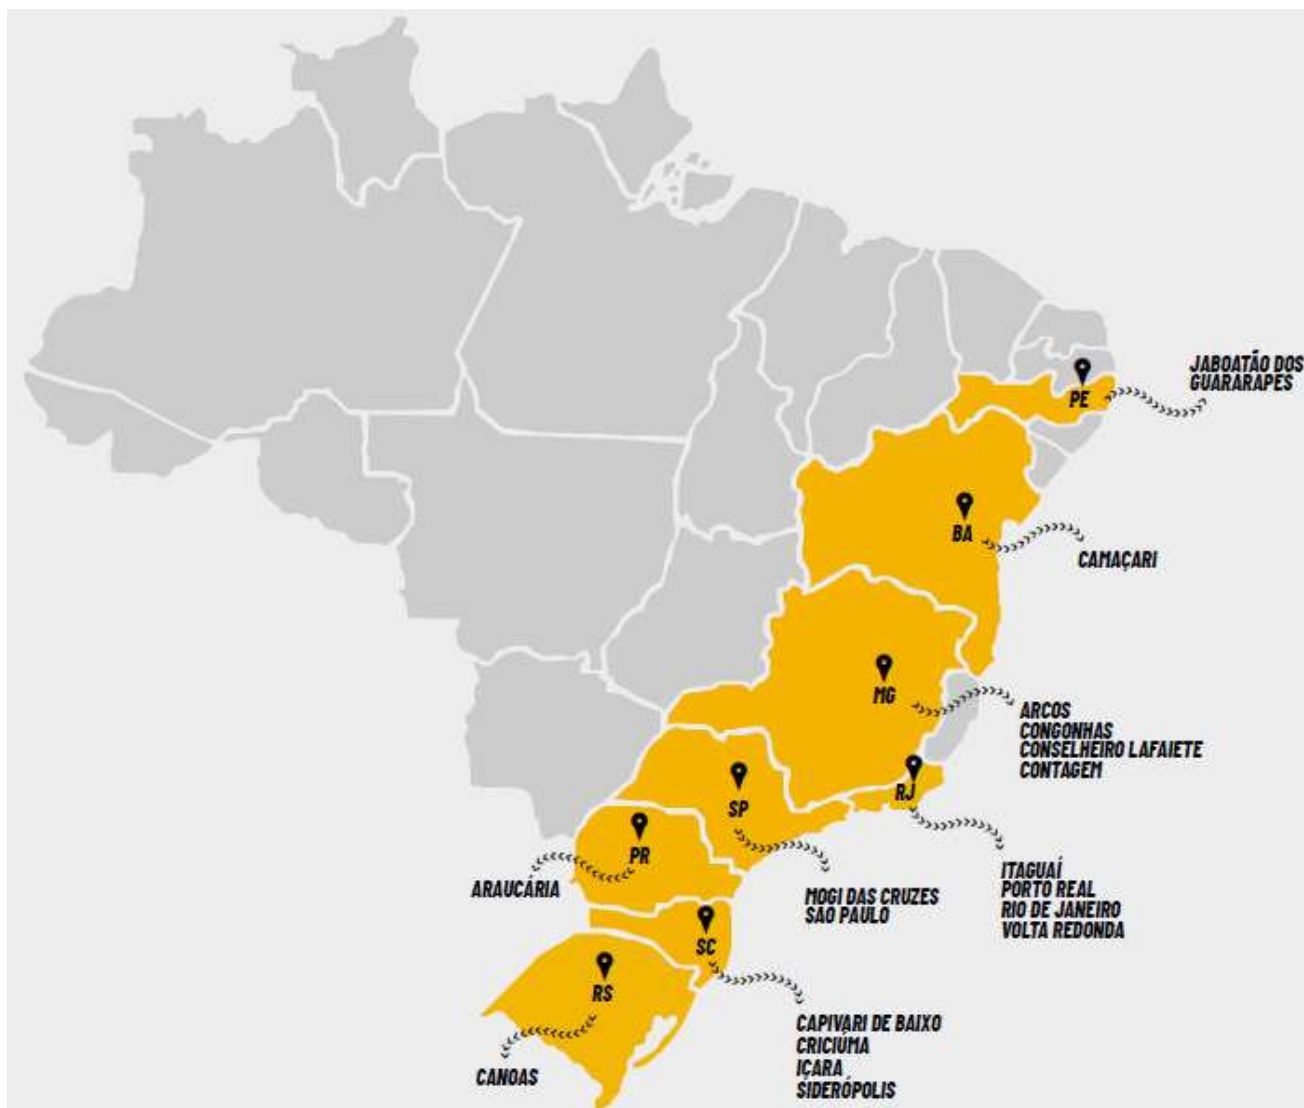 JABOATÃO DOS
GUARARAPES
PE
BA
CAMAÇARI
MG
ARCOS
CONGONHAS
CONSELHEIRO LAFAIETE
CONTAGEM
RJ
ITAGUAÍ
PORTO REAL
RIO DE JANEIRO
VOLTA REDONDA
SP
MOGI DAS CRUZES
SAO PAULO
PR
ARAUCÁRIA
SC
CAPIVARI DE BAIXO
CRICIÚMA
IÇARA
SIDERÓPOLIS
RS
CANOAS